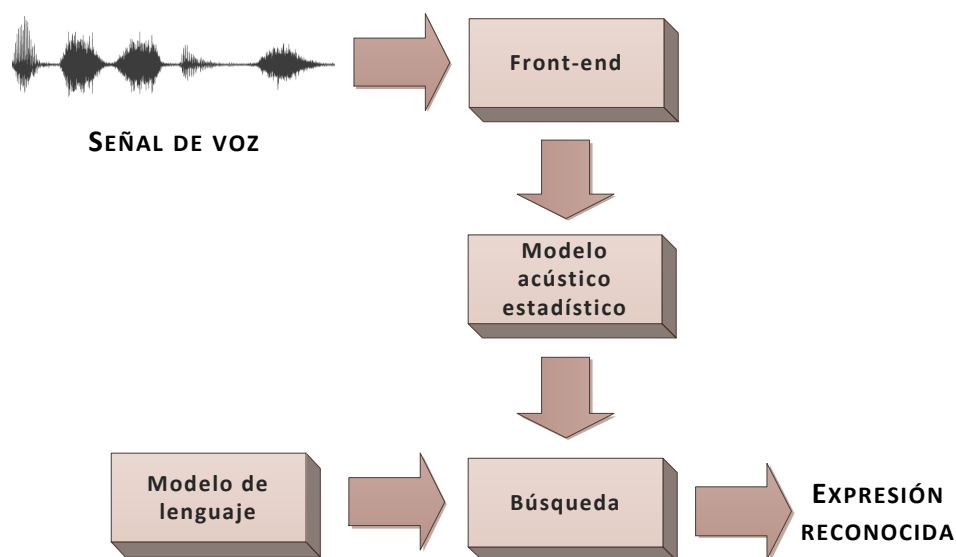 Front-end
SEÑAL DE VOZ
Modelo
acústico
estadístico
Modelo de
lenguaje
Búsqueda
EXPRESIÓN
RECONOCIDA